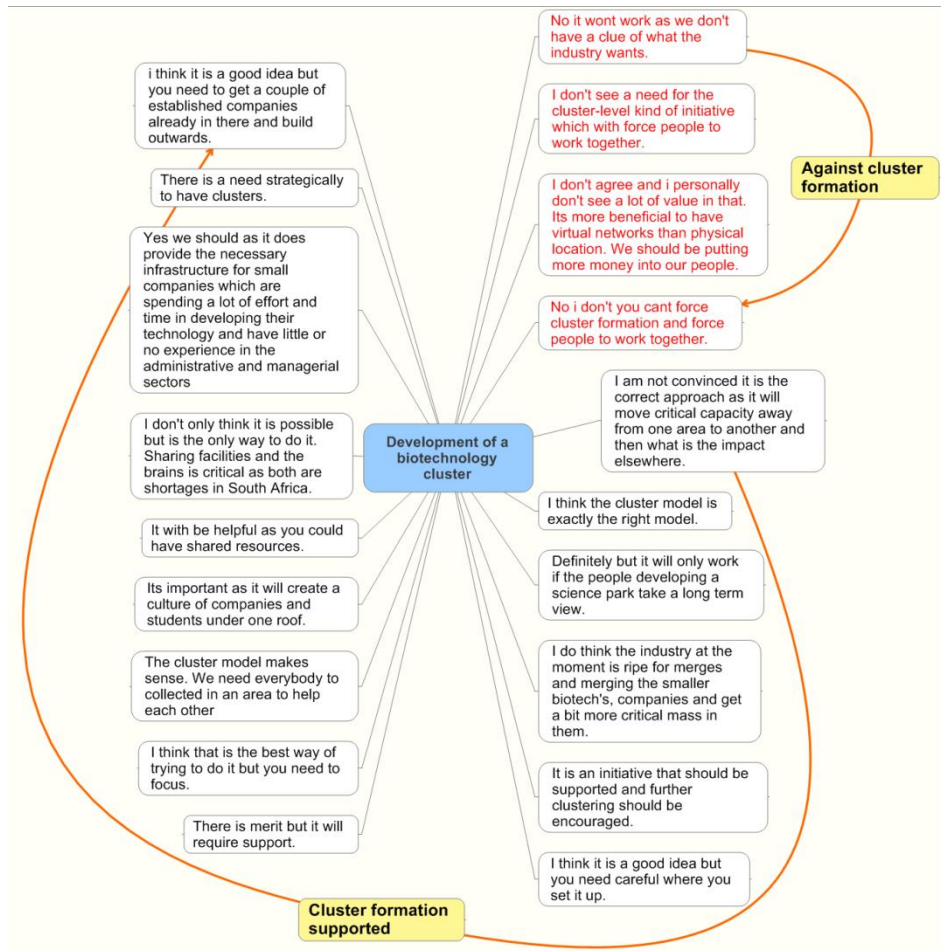 No it wont work as we don't
have a clue of what the
industry wants.
I don't see a need for the
cluster-level kind of initiative
which with force people to
work together.
I don't agree and i personally
don't see a lot of value in that.
Its more beneficial to have
virtual networks than physical
location. We should be putting
more money into our people.
No i don't you cant force
cluster formation and force
people to work together.
Against cluster
formation
i think it is a good idea but
you need to get a couple of
established companies
already in there and build
outwards.
There is a need strategically
to have clusters.
Yes we should as it does
provide the necessary
infrastructure for small
companies which are
spending a lot of effort and
time in developing their
technology and have little or
no experience in the
administrative and managerial
sectors
I don't only think it is possible
but is the only way to do it.
Sharing facilities and the
brains is critical as both are
shortages in South Africa.
It with be helpful as you could
have shared resources.
Its important as it will create a
culture of companies and
students under one roof.
The cluster model makes
sense. We need everybody to
collected in an area to help
each other
I think that is the best way of
trying to do it but you need to
focus.
There is merit but it will
require support.
Development of a
biotechnology
cluster
I am not convinced it is the
correct approach as it will
move critical capacity away
from one area to another and
then what is the impact
elsewhere.
I think the cluster model is
exactly the right model.
Definitely but it will only work
if the people developing a
science park take a long term
view.
I do think the industry at the
moment is ripe for merges
and merging the smaller
biotech's, companies and get
a bit more critical mass in
them.
It is an initiative that should be
supported and further
clustering should be
encouraged.
I think it is a good idea but
you need careful where you
set it up.
Cluster formation
supported